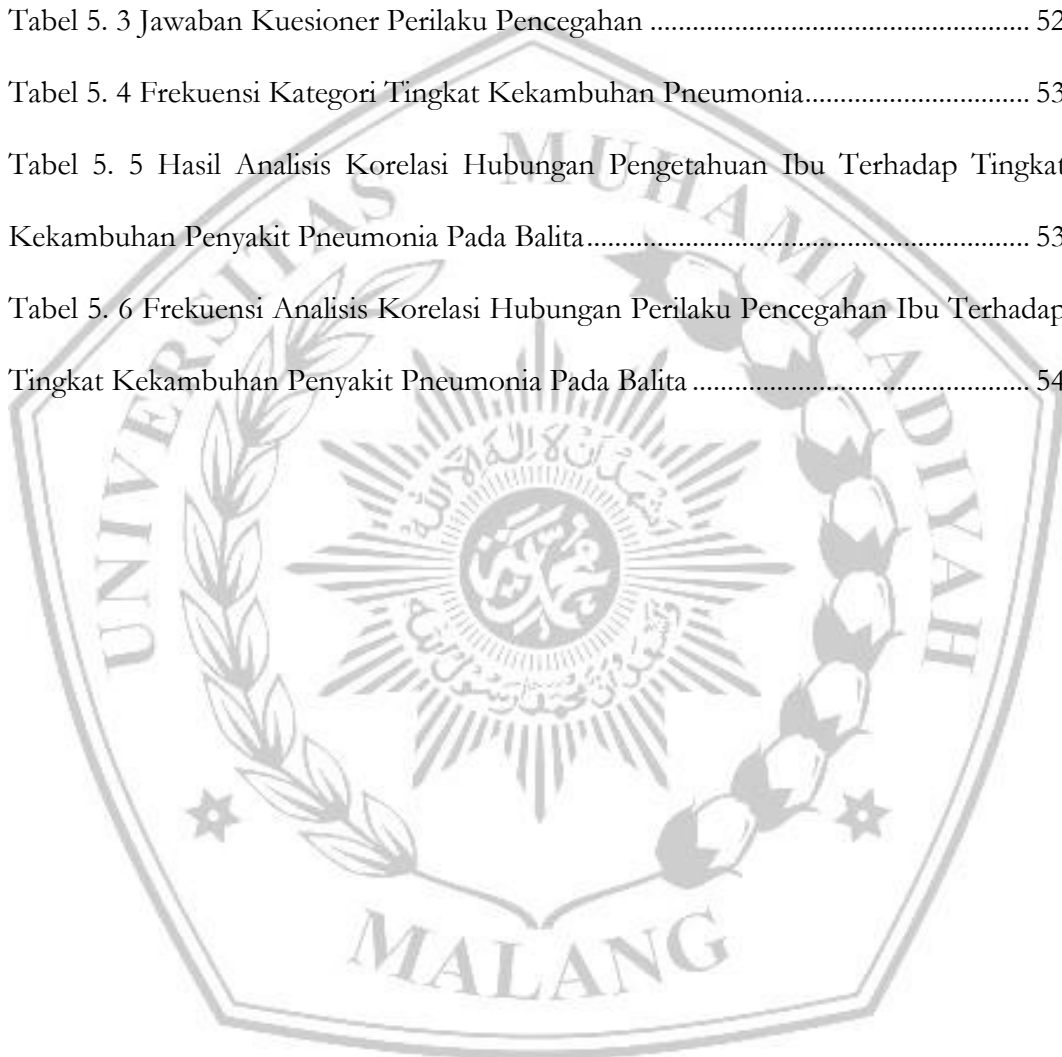 Tabel 5. 3 Jawaban Kuesioner Perilaku Pencegahan ........................................... 52
Tabel 5. 4 Frekuensi Kategori Tingkat Kekambuhan Pneumonia.......................... 53
Tabel 5. 5 Hasil Analisis Korelasi Hubungan Pengetahuan Ibu Terhadap Tingkat
Kekambuhan Penyakit Pneumonia Pada Balita.................................................. 53
Tabel 5. 6 Frekuensi Analisis Korelasi Hubungan Perilaku Pencegahan Ibu Terhadap
Tingkat Kekambuhan Penyakit Pneumonia Pada Balita ...................................... 54
UNIVERSITAS MUHAMMADIYAH
MALANG